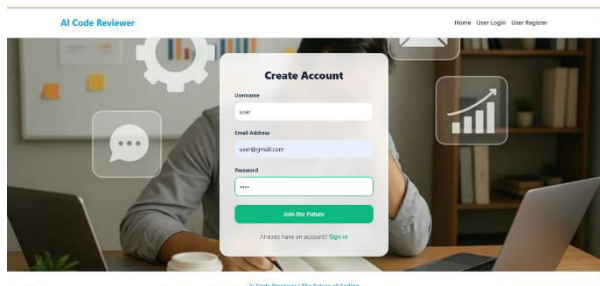 AI Code Reviewer
Home User Login User Register
Create Account
Username
user
Email Address
user@gmail.com
Password
••••
Join the Future
Already have an account? Sign in
AI Code Reviewer | The Future of Coding